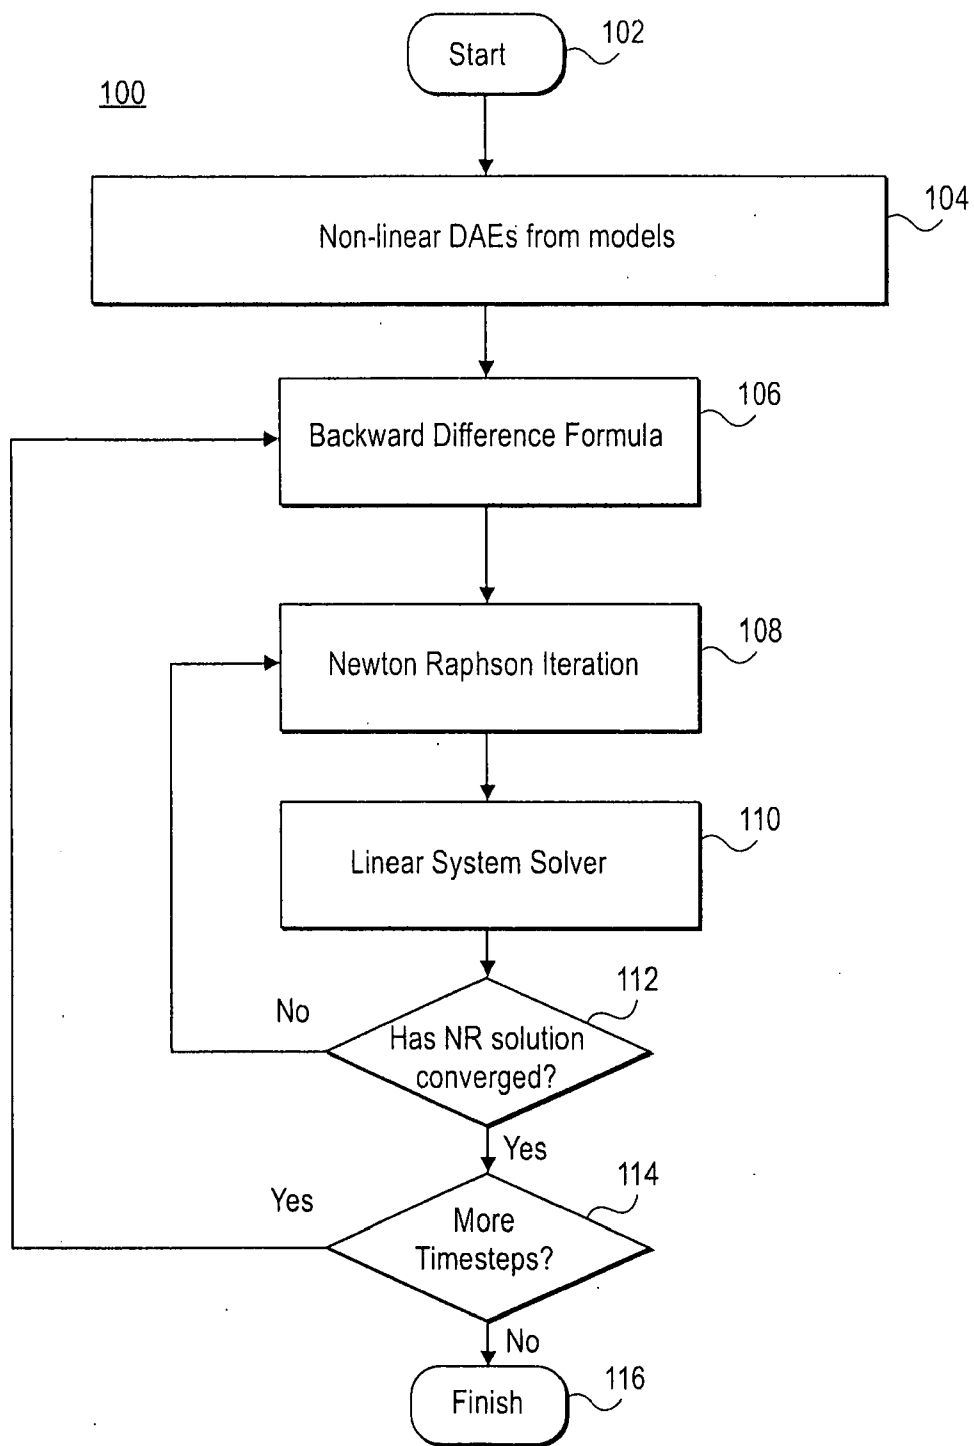 102
Start
100
104
Non-linear DAEs from models
106
Backward Difference Formula
108
Newton Raphson Iteration
110
Linear System Solver
112
No
Has NR solution
converged?
Yes
114
Yes
More
Timesteps?
No
116
Finish